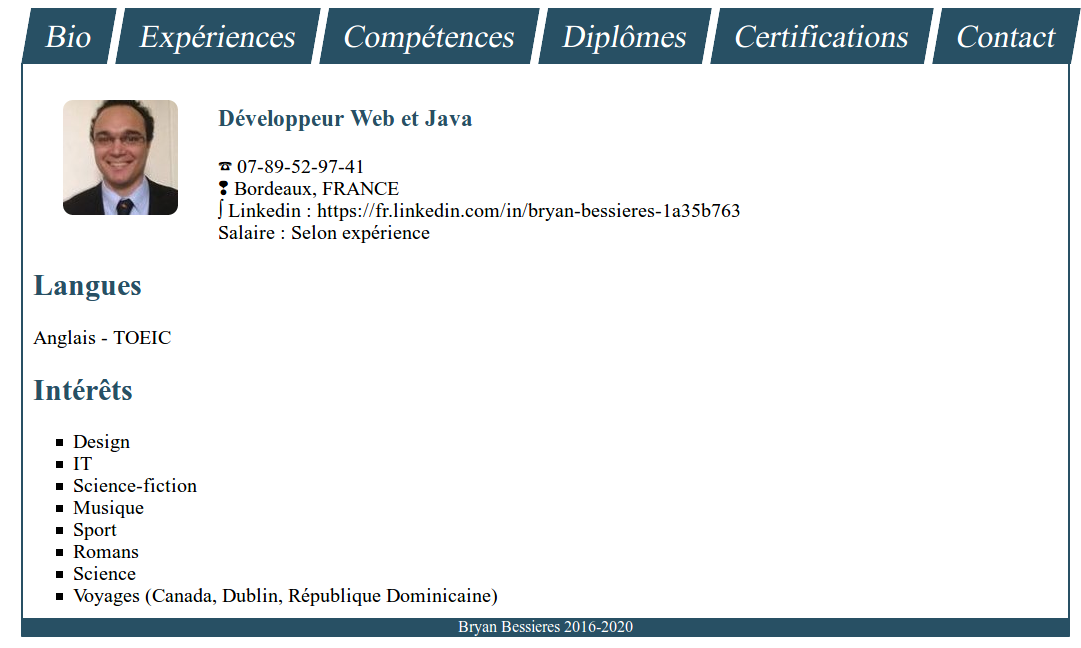 Bio Expériences Compétences Diplômes Certifications Contact
Développeur Web et Java
☎ 07-89-52-97-41
❢ Bordeaux, FRANCE
⌠ Linkedin : https://fr.linkedin.com/in/bryan-bessieres-1a35b763
Salaire : Selon expérience
Langues
Anglais - TOEIC
Intérêts
Design
IT
Science-fiction
Musique
Sport
Romans
Science
Voyages (Canada, Dublin, République Dominicaine)
Bryan Bessieres 2016-2020